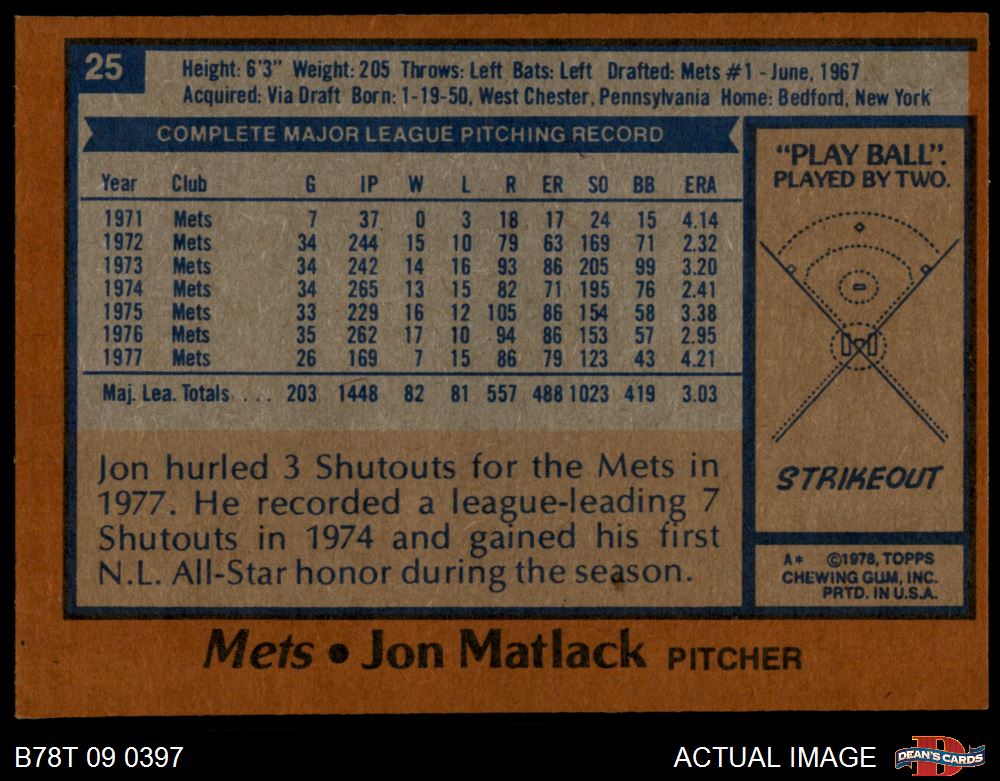 25
Height: 6'3" Weight: 205 Throws: Left Bats: Left Drafted: Mets #1 - June, 1967
Acquired: Via Draft Born: 1-19-50, West Chester, Pennsylvania Home: Bedford, New York
COMPLETE MAJOR LEAGUE PITCHING RECORD
Year Club G IP W L R ER SO BB ERA
1971 Mets 7 37 0 3 18 17 24 15 4.14
1972 Mets 34 244 15 10 79 63 169 71 2.32
1973 Mets 34 242 14 16 93 86 205 99 3.20
1974 Mets 34 265 13 15 82 71 195 76 2.41
1975 Mets 33 229 16 12 105 86 154 58 3.38
1976 Mets 35 262 17 10 94 86 153 57 2.95
1977 Mets 26 169 7 15 86 79 123 43 4.21
Maj. Lea. Totals. . . . 203 1448 82 81 557 488 1023 419 3.03
Jon hurled 3 Shutouts for the Mets in
1977. He recorded a league-leading 7
Shutouts in 1974 and gained his first
N.L. All-Star honor during the season.
"PLAY BALL".
PLAYED BY TWO.
STRIKEOUT
A* ©1978, TOPPS
CHEWING GUM, INC.
PRTD. IN U.S.A.
Mets • Jon Matlack PITCHER
B78T 09 0397
ACTUAL IMAGE
DEAN'S CARDS